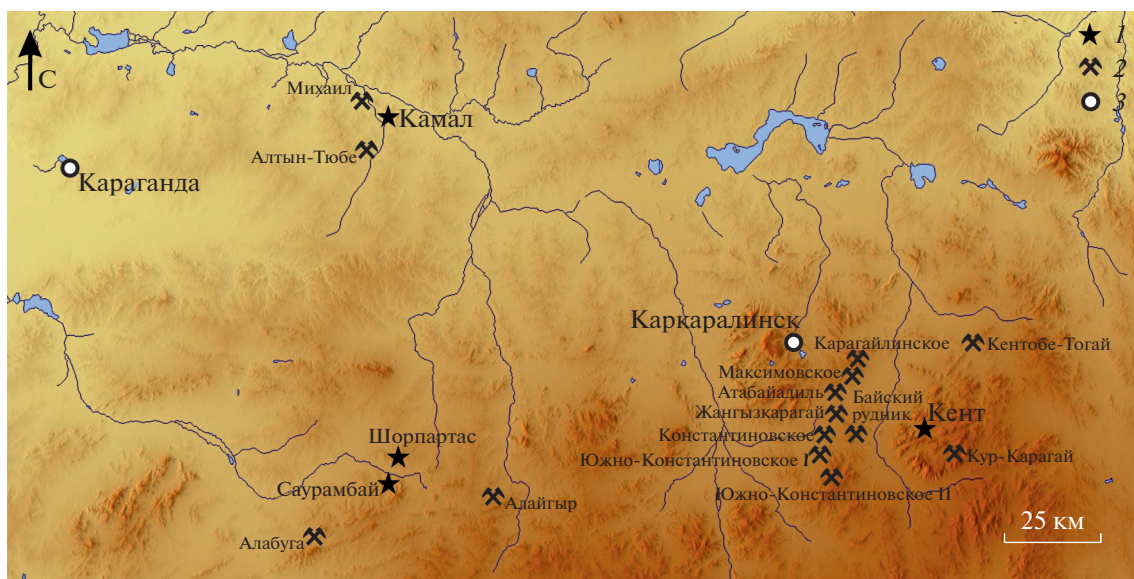 1
С
2
Михаил
3
Камал
Алтын-Тюбе
Караганда
Каркаралинск
Карагайлинское
Кентобе-Тогай
Максимовское
Атабайадиль
Байский
рудник
Жангызкарагай
Кент
Константиновское
Шорпартас
Южно-Константиновское I
Кур-Карагай
Саурамбай
Южно-Константиновское II
Алайгыр
25 км
Алабуга